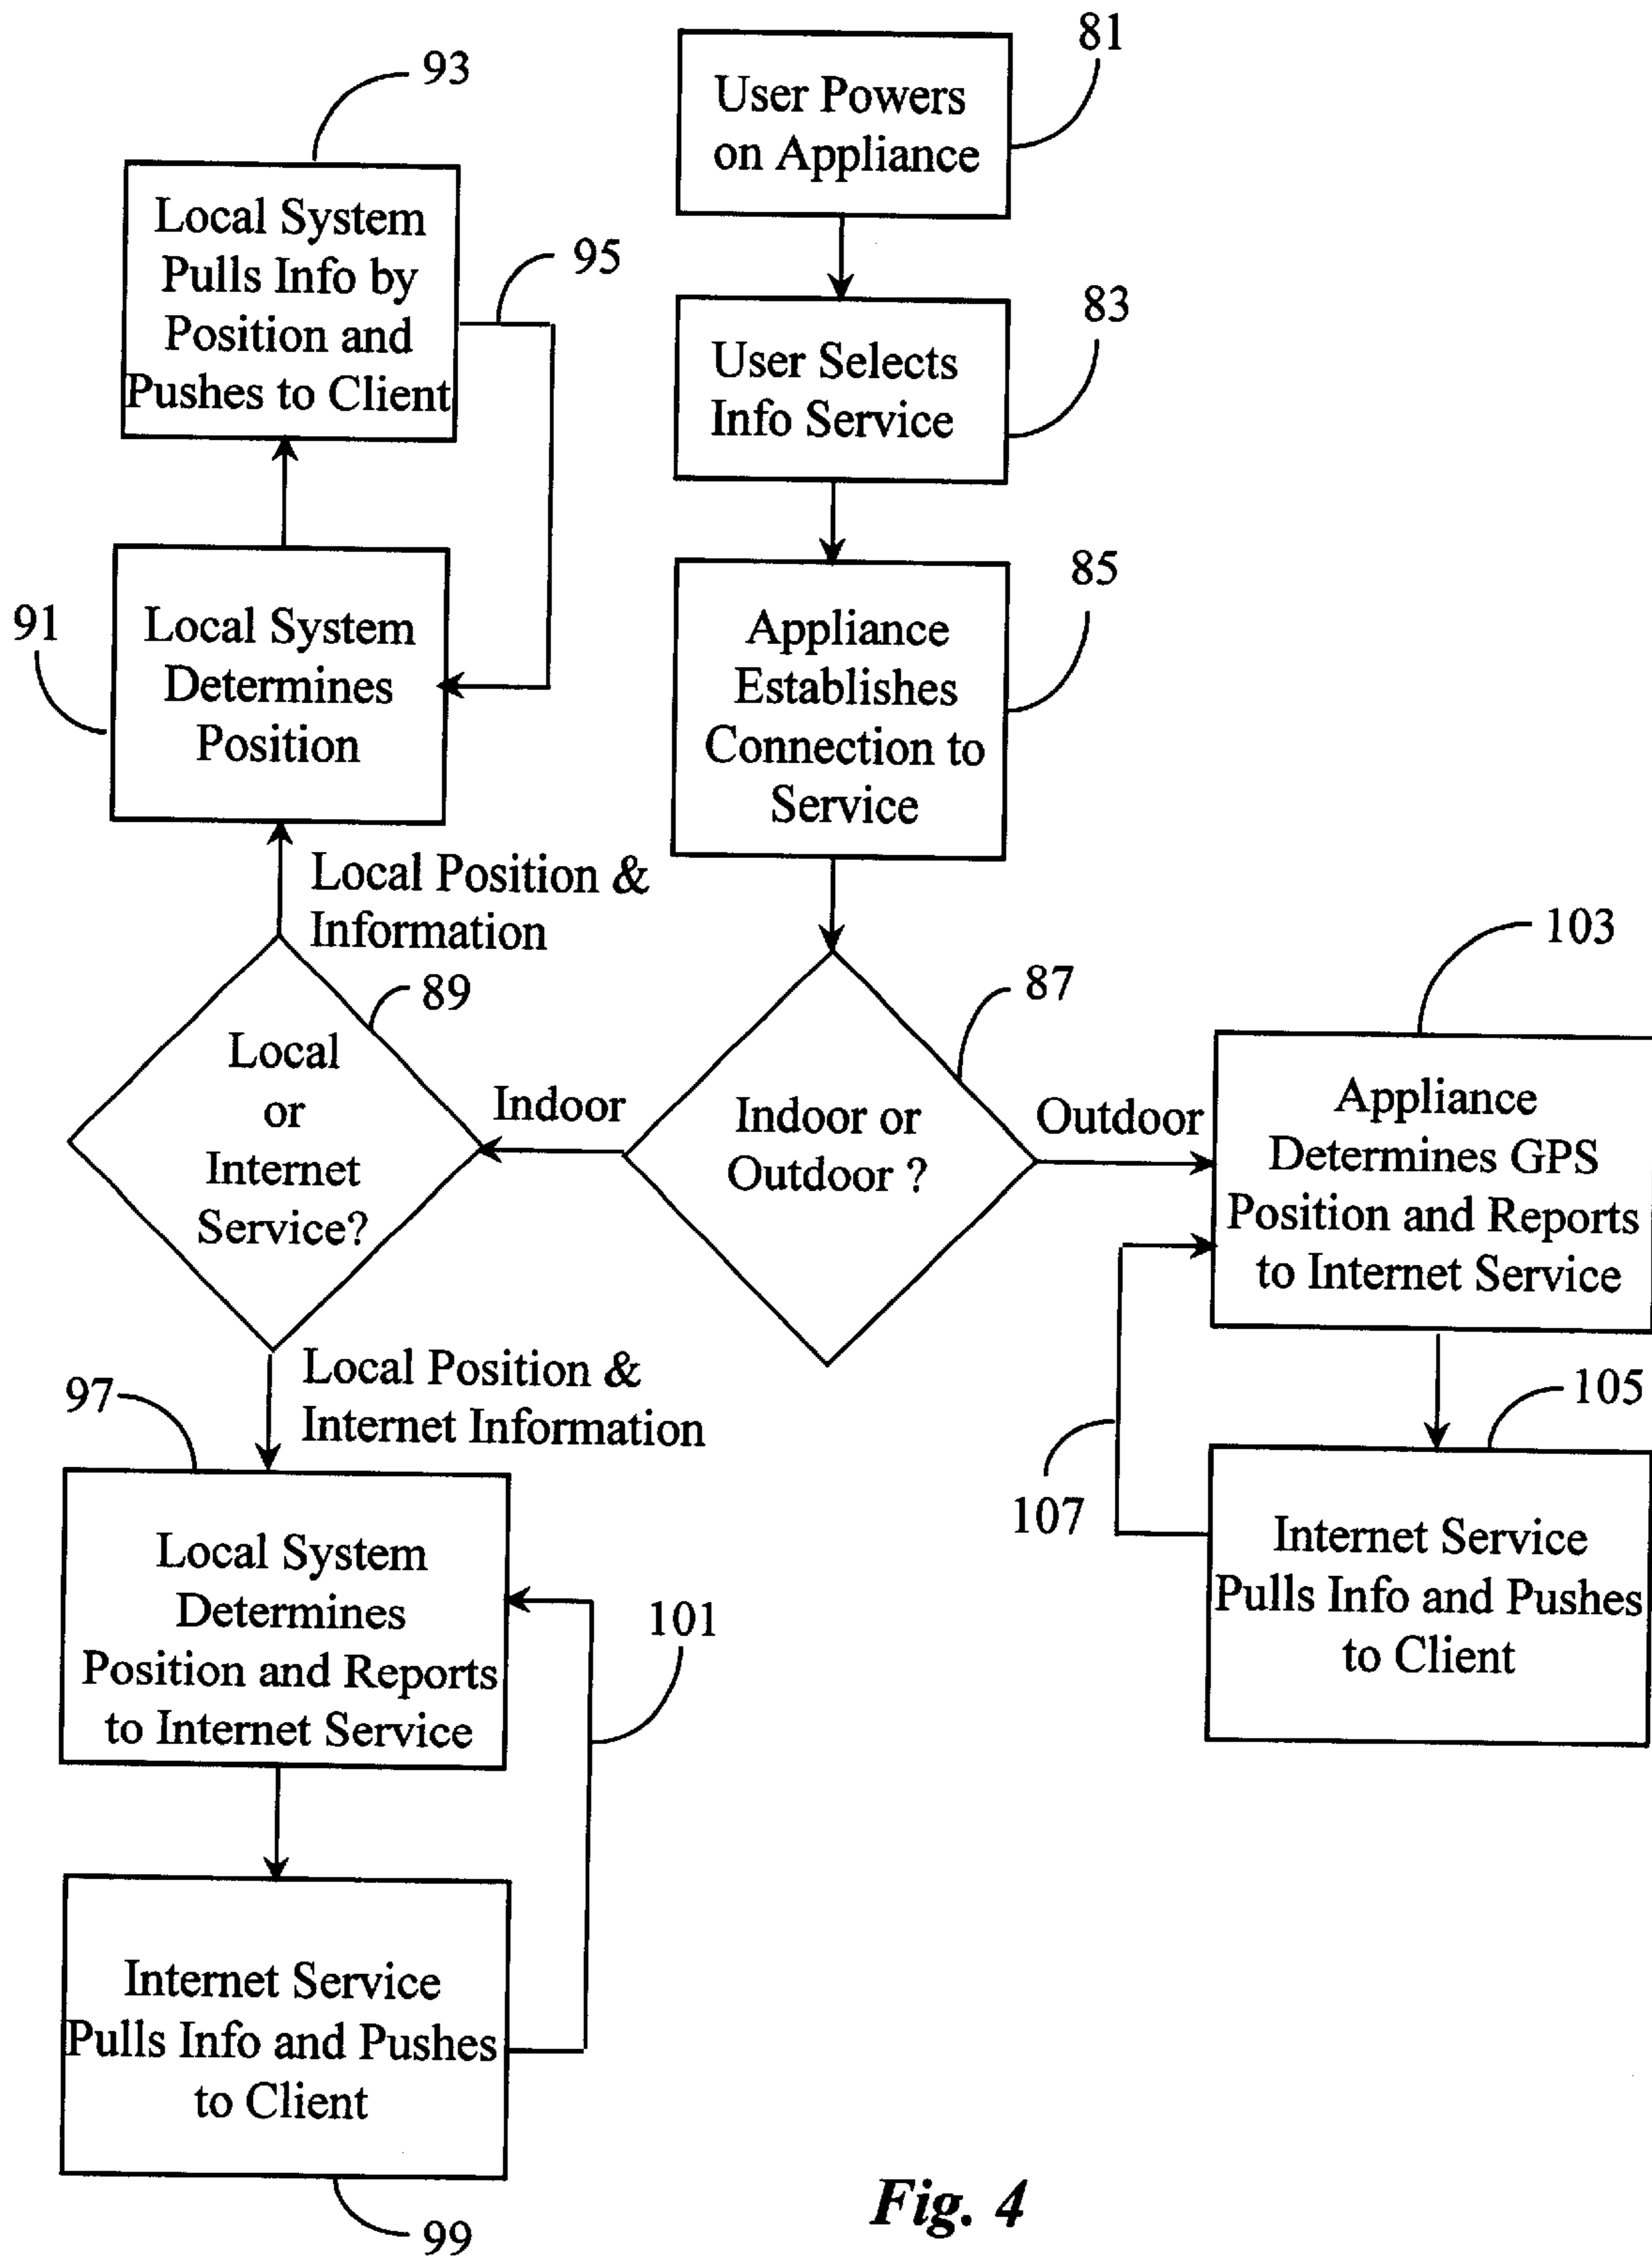 81
User Powers
on Appliance
93
Local System
Pulls Info by
Position and
Pushes to Client
95
83
User Selects
Info Service
85
Appliance
Establishes
Connection to
Service
91
Local System
Determines
Position
Local Position &
Information
89
Local
or
Internet
Service?
87
Indoor
Indoor or
Outdoor ?
Outdoor
103
Appliance
Determines GPS
Position and Reports
to Internet Service
Local Position &
Internet Information
97
105
107
Internet Service
Pulls Info and Pushes
to Client
Local System
Determines
Position and Reports
to Internet Service
101
Internet Service
Pulls Info and Pushes
to Client
99
Fig. 4